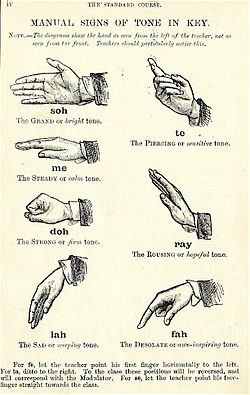 iv THE STANDARD COURSE.
MANUAL SIGNS OF TONE IN KEY.
NOTE.—The diagrams show the hand as seen from the left of the teacher, not as
seen from the front. Teachers should particularly notice this.
soh
The GRAND or bright tone.
te
The PIERCING or sensitive tone.
me
The STEADY or calm tone.
doh
The STRONG or firm tone.
ray
The ROUSING or hopeful tone.
lah
The SAD or weeping tone.
fah
The DESOLATE or awe-inspiring tone.
For fe, let the teacher point his first finger horizontally to the left.
For ta, ditto to the right. To the class these positions will be reversed, and
will correspond with the Modulator. For se, let the teacher point his fore-
finger straight towards the class.